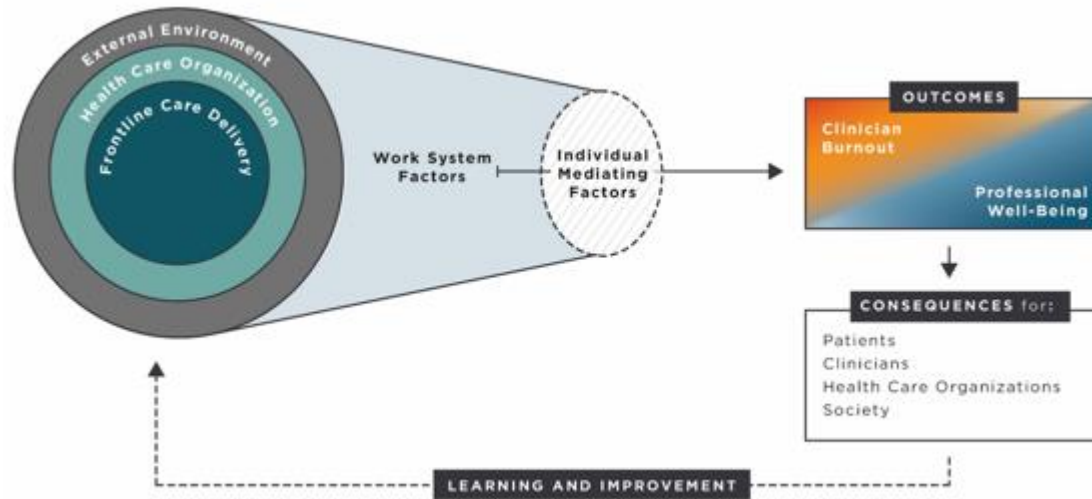 External Environment
Health Care Organization
Frontline Care Delivery
Work System
Factors
Individual
Mediating
Factors
OUTCOMES
Clinician
Burnout
Professional
Well-Being
CONSEQUENCES for:
Patients
Clinicians
Health Care Organizations
Society
LEARNING AND IMPROVEMENT